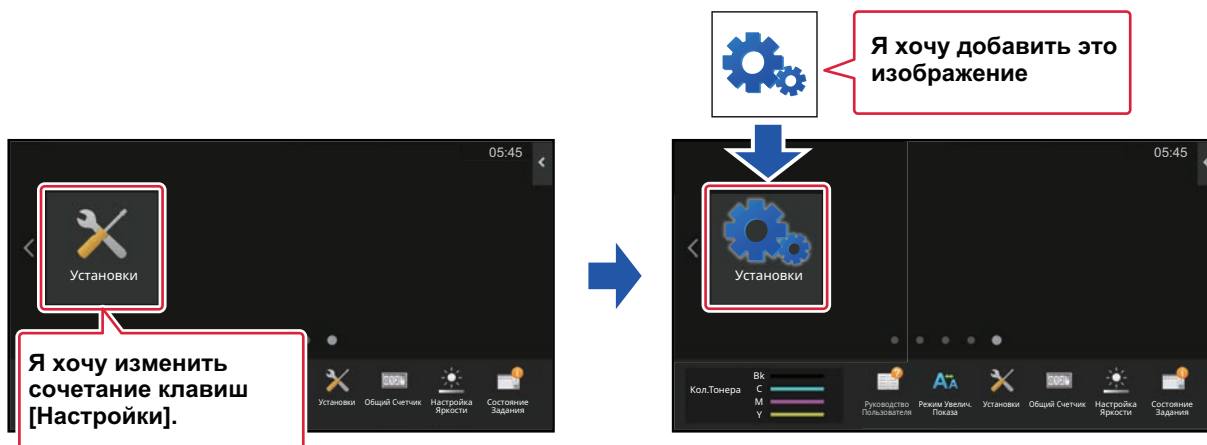 Я хочу добавить это
изображение
05:45
Установки
Я хочу изменить
сочетание клавиш
[Настройки].
Установки
Общий Счетчик
Настройка
Яркости
Состояние
Задания
05:45
Установки
Кол.Тонера
Bk
C
M
Y
Руководство
Пользователя
Режим Увелич.
Показа
Установки
Общий Счетчик
Настройка
Яркости
Состояние
Задания